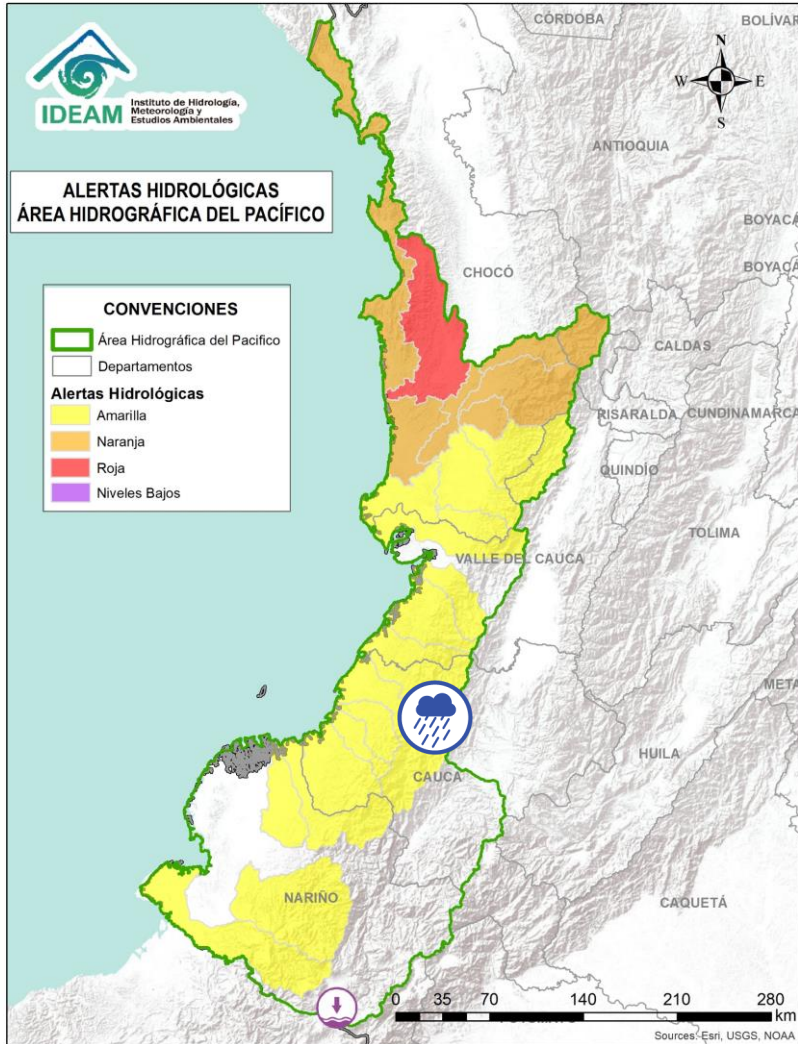 IDEAM
Instituto de Hidrología,
Meteorología y
Estudios Ambientales
CÓRDOBA
BOLÍVAR
N
W
E
S
ANTIOQUIA
ALERTAS HIDROLÓGICAS
ÁREA HIDROGRÁFICA DEL PACÍFICO
BOYACÁ
BOYACÁ
CHOCÓ
CONVENCIONES
Área Hidrográfica del Pacífico
Departamentos
Alertas Hidrológicas
Amarilla
Naranja
Roja
Niveles Bajos
CALDAS
RISARALDA
CUNDINAMARCA
QUINDÍO
TOLIMA
VALLE DEL CAUCA
META
HUILA
CAUCA
NARIÑO
CAQUETÁ
0 35 70 140 210 280
km
Sources: Esri, USGS, NOAA